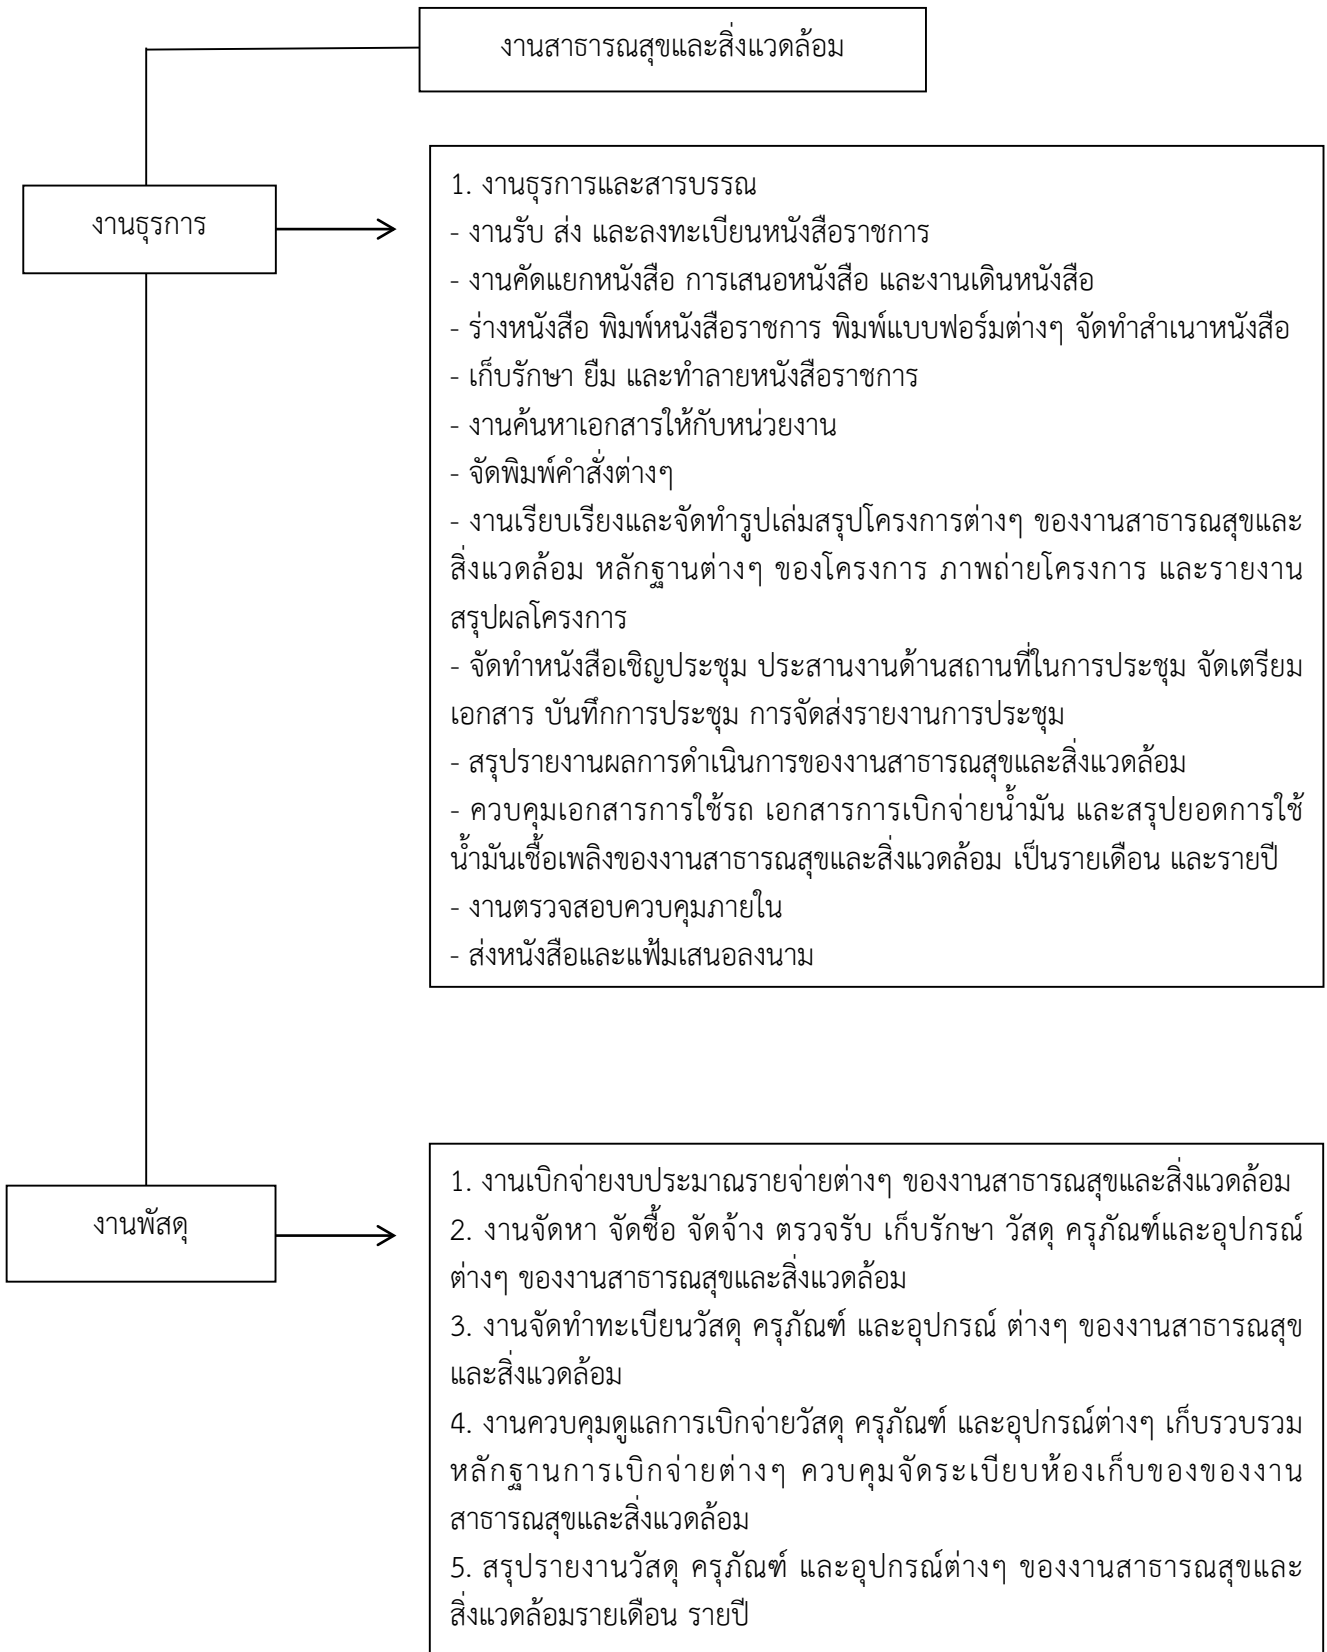 งานสาธารณสุขและสิ่งแวดล้อม
งานธุรการ
1. งานธุรการและสารบรรณ
- งานรับ ส่ง และลงทะเบียนหนังสือราชการ
- งานคัดแยกหนังสือ การเสนอหนังสือ และงานเดินหนังสือ
- ร่างหนังสือ พิมพ์หนังสือราชการ พิมพ์แบบฟอร์มต่างๆ จัดทำสำเนาหนังสือ
- เก็บรักษา ยืม และทำลายหนังสือราชการ
- งานค้นหาเอกสารให้กับหน่วยงาน
- จัดพิมพ์คำสั่งต่างๆ
- งานเรียบเรียงและจัดทำรูปเล่มสรุปโครงการต่างๆ ของงานสาธารณสุขและ
สิ่งแวดล้อม หลักฐานต่างๆ ของโครงการ ภาพถ่ายโครงการ และรายงาน
สรุปผลโครงการ
- จัดทำหนังสือเชิญประชุม ประสานงานด้านสถานที่ในการประชุม จัดเตรียม
เอกสาร บันทึกการประชุม การจัดส่งรายงานการประชุม
- สรุปรายงานผลการดำเนินการของงานสาธารณสุขและสิ่งแวดล้อม
- ควบคุมเอกสารการใช้รถ เอกสารการเบิกจ่ายน้ำมัน และสรุปยอดการใช้
น้ำมันเชื้อเพลิงของงานสาธารณสุขและสิ่งแวดล้อม เป็นรายเดือน และรายปี
- งานตรวจสอบควบคุมภายใน
- ส่งหนังสือและแฟ้มเสนอลงนาม
งานพัสดุ
1. งานเบิกจ่ายงบประมาณรายจ่ายต่างๆ ของงานสาธารณสุขและสิ่งแวดล้อม
2. งานจัดหา จัดซื้อ จัดจ้าง ตรวจรับ เก็บรักษา วัสดุ ครุภัณฑ์และอุปกรณ์
ต่างๆ ของงานสาธารณสุขและสิ่งแวดล้อม
3. งานจัดทำทะเบียนวัสดุ ครุภัณฑ์ และอุปกรณ์ ต่างๆ ของงานสาธารณสุข
และสิ่งแวดล้อม
4. งานควบคุมดูแลการเบิกจ่ายวัสดุ ครุภัณฑ์ และอุปกรณ์ต่างๆ เก็บรวบรวม
หลักฐานการเบิกจ่ายต่างๆ ควบคุมจัดระเบียบห้องเก็บของของงาน
สาธารณสุขและสิ่งแวดล้อม
5. สรุปรายงานวัสดุ ครุภัณฑ์ และอุปกรณ์ต่างๆ ของงานสาธารณสุขและ
สิ่งแวดล้อมรายเดือน รายปี